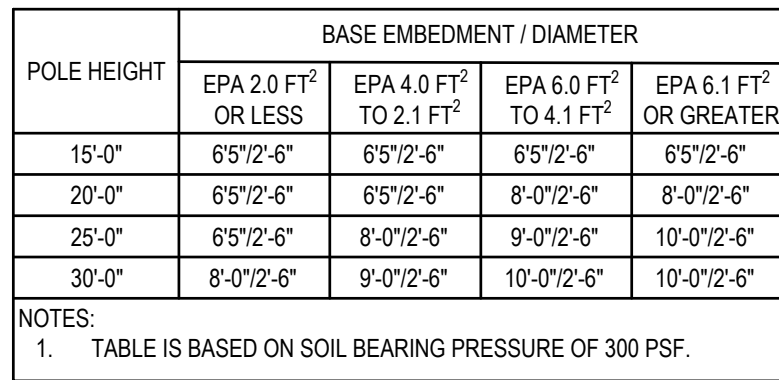 BASE EMBEDMENT / DIAMETER
POLE HEIGHT
EPA 2.0 FT² OR LESS
EPA 4.0 FT² TO 2.1 FT²
EPA 6.0 FT² TO 4.1 FT²
EPA 6.1 FT² OR GREATER
15'-0" 6'5"/2'-6" 6'5"/2'-6" 6'5"/2'-6" 6'5"/2'-6"
20'-0" 6'5"/2'-6" 6'5"/2'-6" 8'-0"/2'-6" 8'-0"/2'-6"
25'-0" 6'5"/2'-6" 8'-0"/2'-6" 9'-0"/2'-6" 10'-0"/2'-6"
30'-0" 8'-0"/2'-6" 9'-0"/2'-6" 10'-0"/2'-6" 10'-0"/2'-6"
NOTES:
1. TABLE IS BASED ON SOIL BEARING PRESSURE OF 300 PSF.